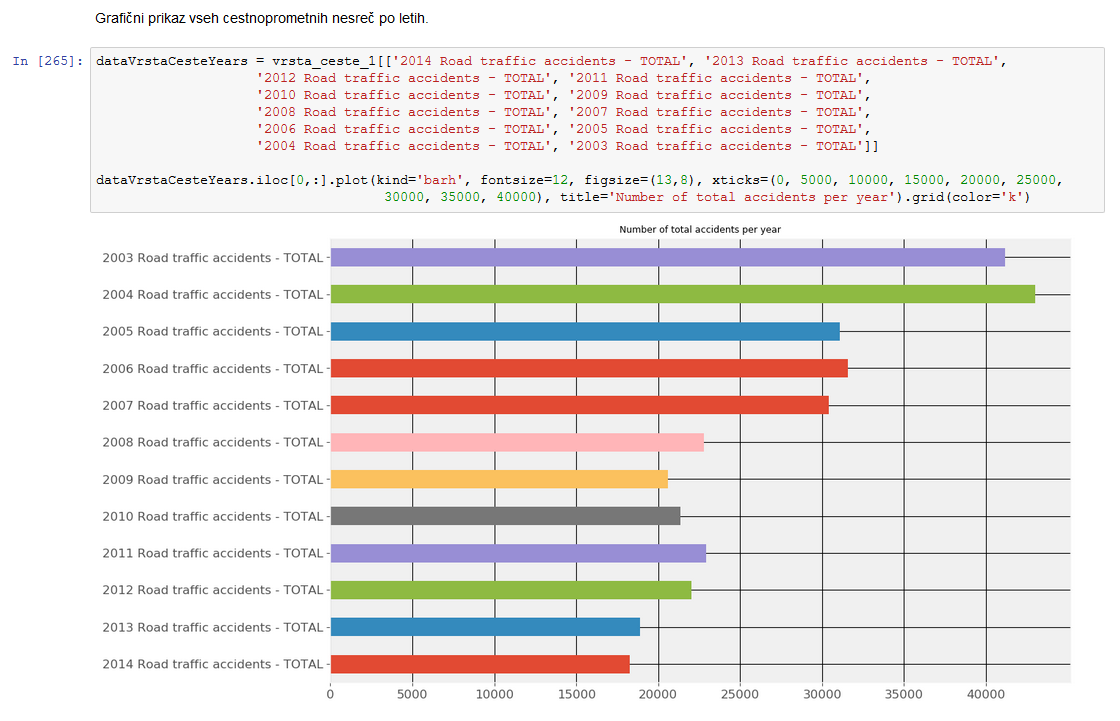 Grafični prikaz vseh cestnoprometnih nesreč po letih.
In [265]: dataVrstaCesteYears = vrsta_ceste_1[['2014 Road traffic accidents - TOTAL', '2013 Road traffic accidents - TOTAL',
'2012 Road traffic accidents - TOTAL', '2011 Road traffic accidents - TOTAL',
'2010 Road traffic accidents - TOTAL', '2009 Road traffic accidents - TOTAL',
'2008 Road traffic accidents - TOTAL', '2007 Road traffic accidents - TOTAL',
'2006 Road traffic accidents - TOTAL', '2005 Road traffic accidents - TOTAL',
'2004 Road traffic accidents - TOTAL', '2003 Road traffic accidents - TOTAL']]
dataVrstaCesteYears.iloc[0,:].plot(kind='barh', fontsize=12, figsize=(13,8), xticks=(0, 5000, 10000, 15000, 20000, 25000,
30000, 35000, 40000), title='Number of total accidents per year').grid(color='k')
Number of total accidents per year
2003 Road traffic accidents - TOTAL
2004 Road traffic accidents - TOTAL
2005 Road traffic accidents - TOTAL
2006 Road traffic accidents - TOTAL
2007 Road traffic accidents - TOTAL
2008 Road traffic accidents - TOTAL
2009 Road traffic accidents - TOTAL
2010 Road traffic accidents - TOTAL
2011 Road traffic accidents - TOTAL
2012 Road traffic accidents - TOTAL
2013 Road traffic accidents - TOTAL
2014 Road traffic accidents - TOTAL
0 5000 10000 15000 20000 25000 30000 35000 40000